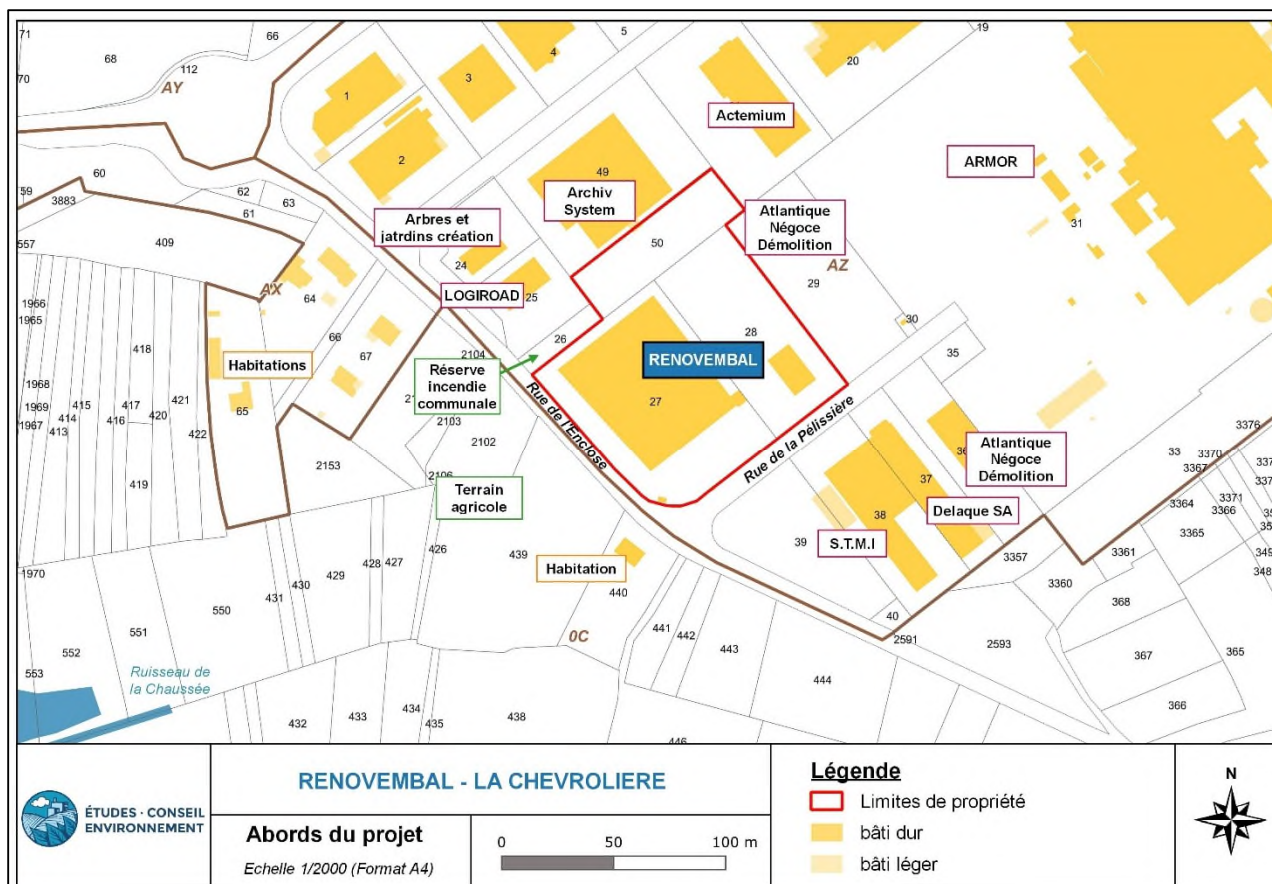 71
68
66
70
112
AY
1
2
3
4
5
19
20
Actemium
ARMOR
49
Archiv
System
Arbres et
jatrdins création
24
25
LOGIROAD
50
Atlantique
Négoce
Démolition
AZ
29
31
30
35
59
60
3883
62
61
63
557
409
AX
64
66
67
65
Habitations
1966
1965
1968
1969
1967
413
414
415
416
417
418
419
420
421
422
26
Réserve
incendie
communale
2104
2103
2102
2106
2153
Rue de l'Enclose
27
28
RENOVEMBAL
Rue de la Pélissière
36
37
38
39
40
Atlantique
Négoce
Démolition
Delaque SA
S.T.M.I
33
3376
3370
3367
3371
3366
3364
3365
3361
3357
3360
368
367
366
365
2591
2593
Terrain
agricole
Habitation
439
440
426
427
428
429
430
431
0C
441
442
443
444
446
1970
550
551
552
553
Ruisseau de
la Chaussée
432
433
434
435
438
ÉTUDES · CONSEIL
ENVIRONNEMENT
RENOVEMBAL - LA CHEVROLIERE
Abords du projet
Echelle 1/2000 (Format A4)
0 50 100 m
Légende
Limites de propriété
bâti dur
bâti léger
N